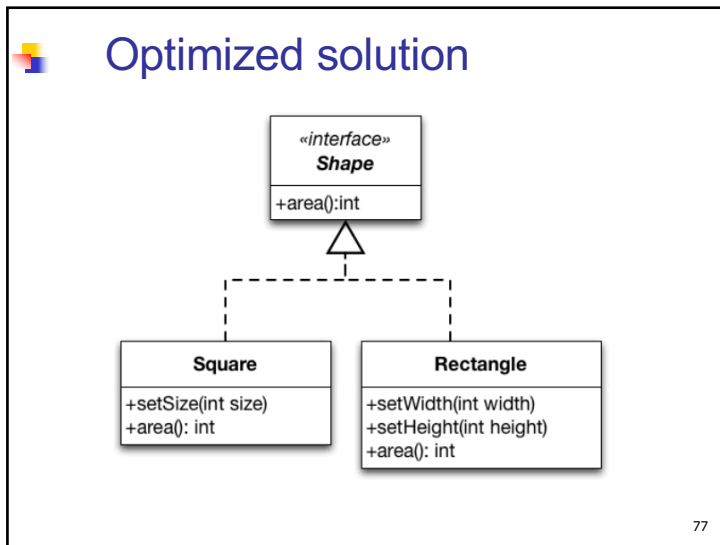 Optimized solution
«interface»
Shape
+area():int
Square
+setSize(int size)
+area(): int
Rectangle
+setWidth(int width)
+setHeight(int height)
+area(): int
77